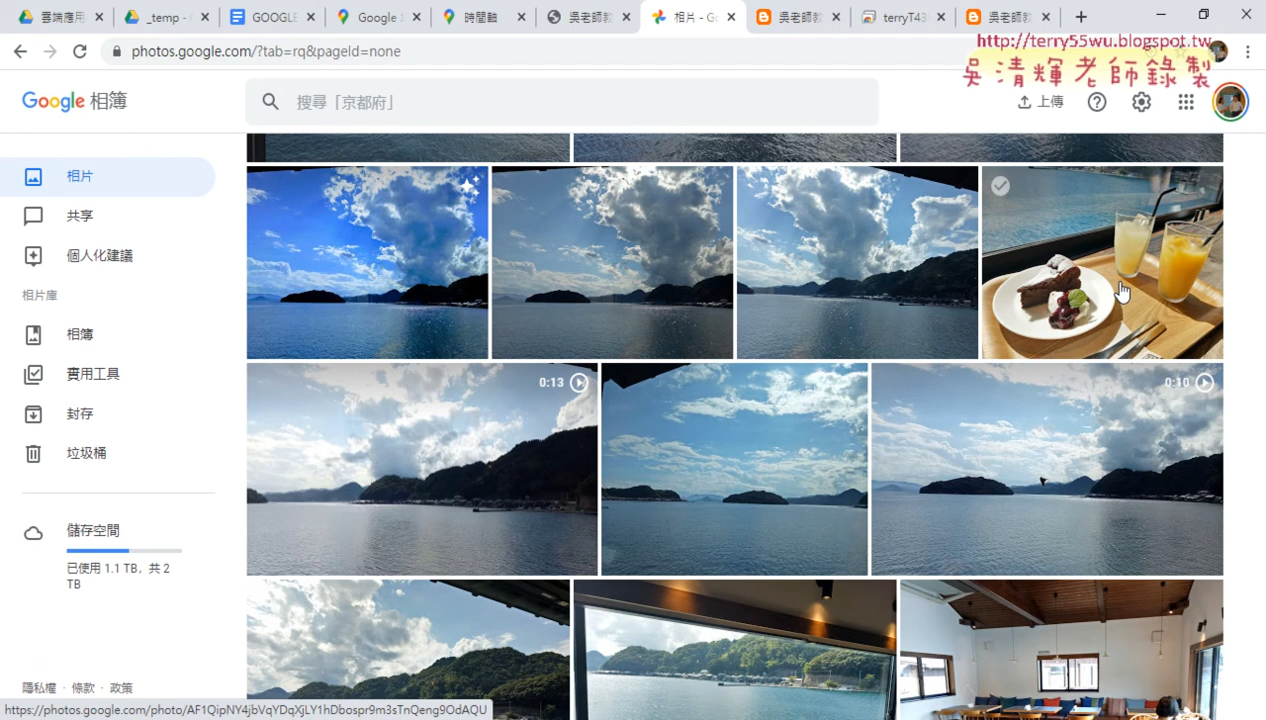 雲端應用
_temp -
GOOGLE
Google
時間軸
吳老師教
相片 - Go
吳老師教
terryT43
吳老師教
photos.google.com/?tab=rq&pageId=none
http://terry55wu.blogspot.tw
吳清輝老師錄製
Google 相簿
搜尋「京都府」
上傳
相片
共享
個人化建議
相片庫
相簿
實用工具
封存
垃圾桶
儲存空間
已使用 1.1 TB，共 2
TB
0:13
0:10
隱私權 · 條款 · 政策
https://photos.google.com/photo/AF1QipNY4jbVqYDqXjLY1hDbospr9m3sTnQeng9OdAQU